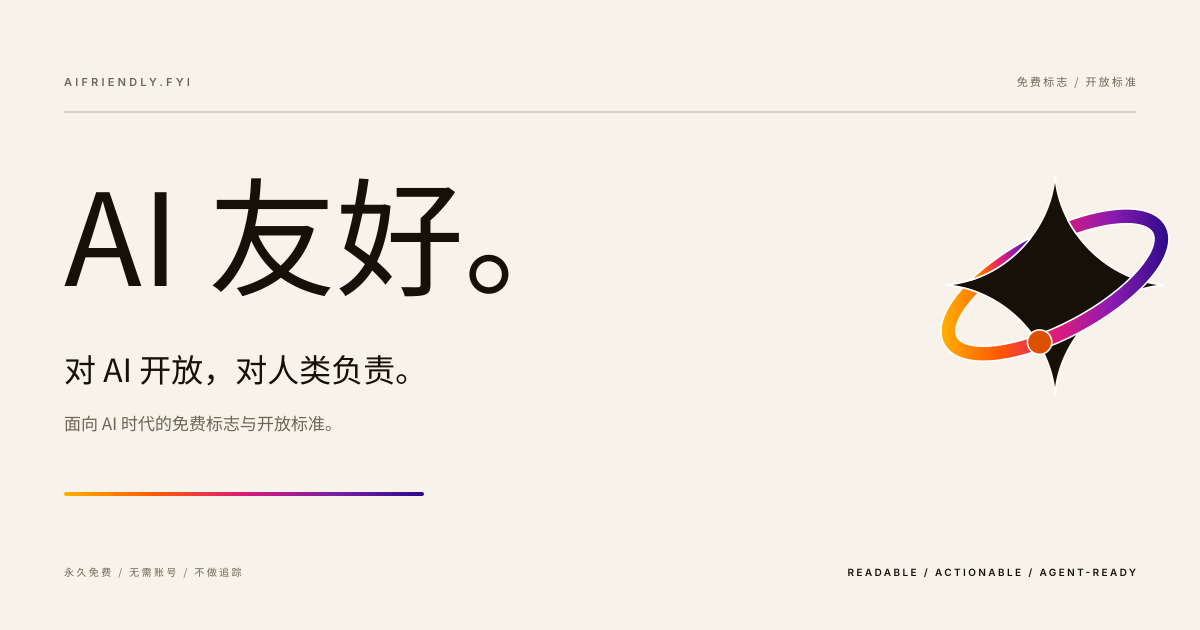 AIFRIENDLY.FYI
免费标志 / 开放标准
AI 友好。
对 AI 开放，对人类负责。
面向 AI 时代的免费标志与开放标准。
永久免费 / 无需账号 / 不做追踪
READABLE / ACTIONABLE / AGENT-READY